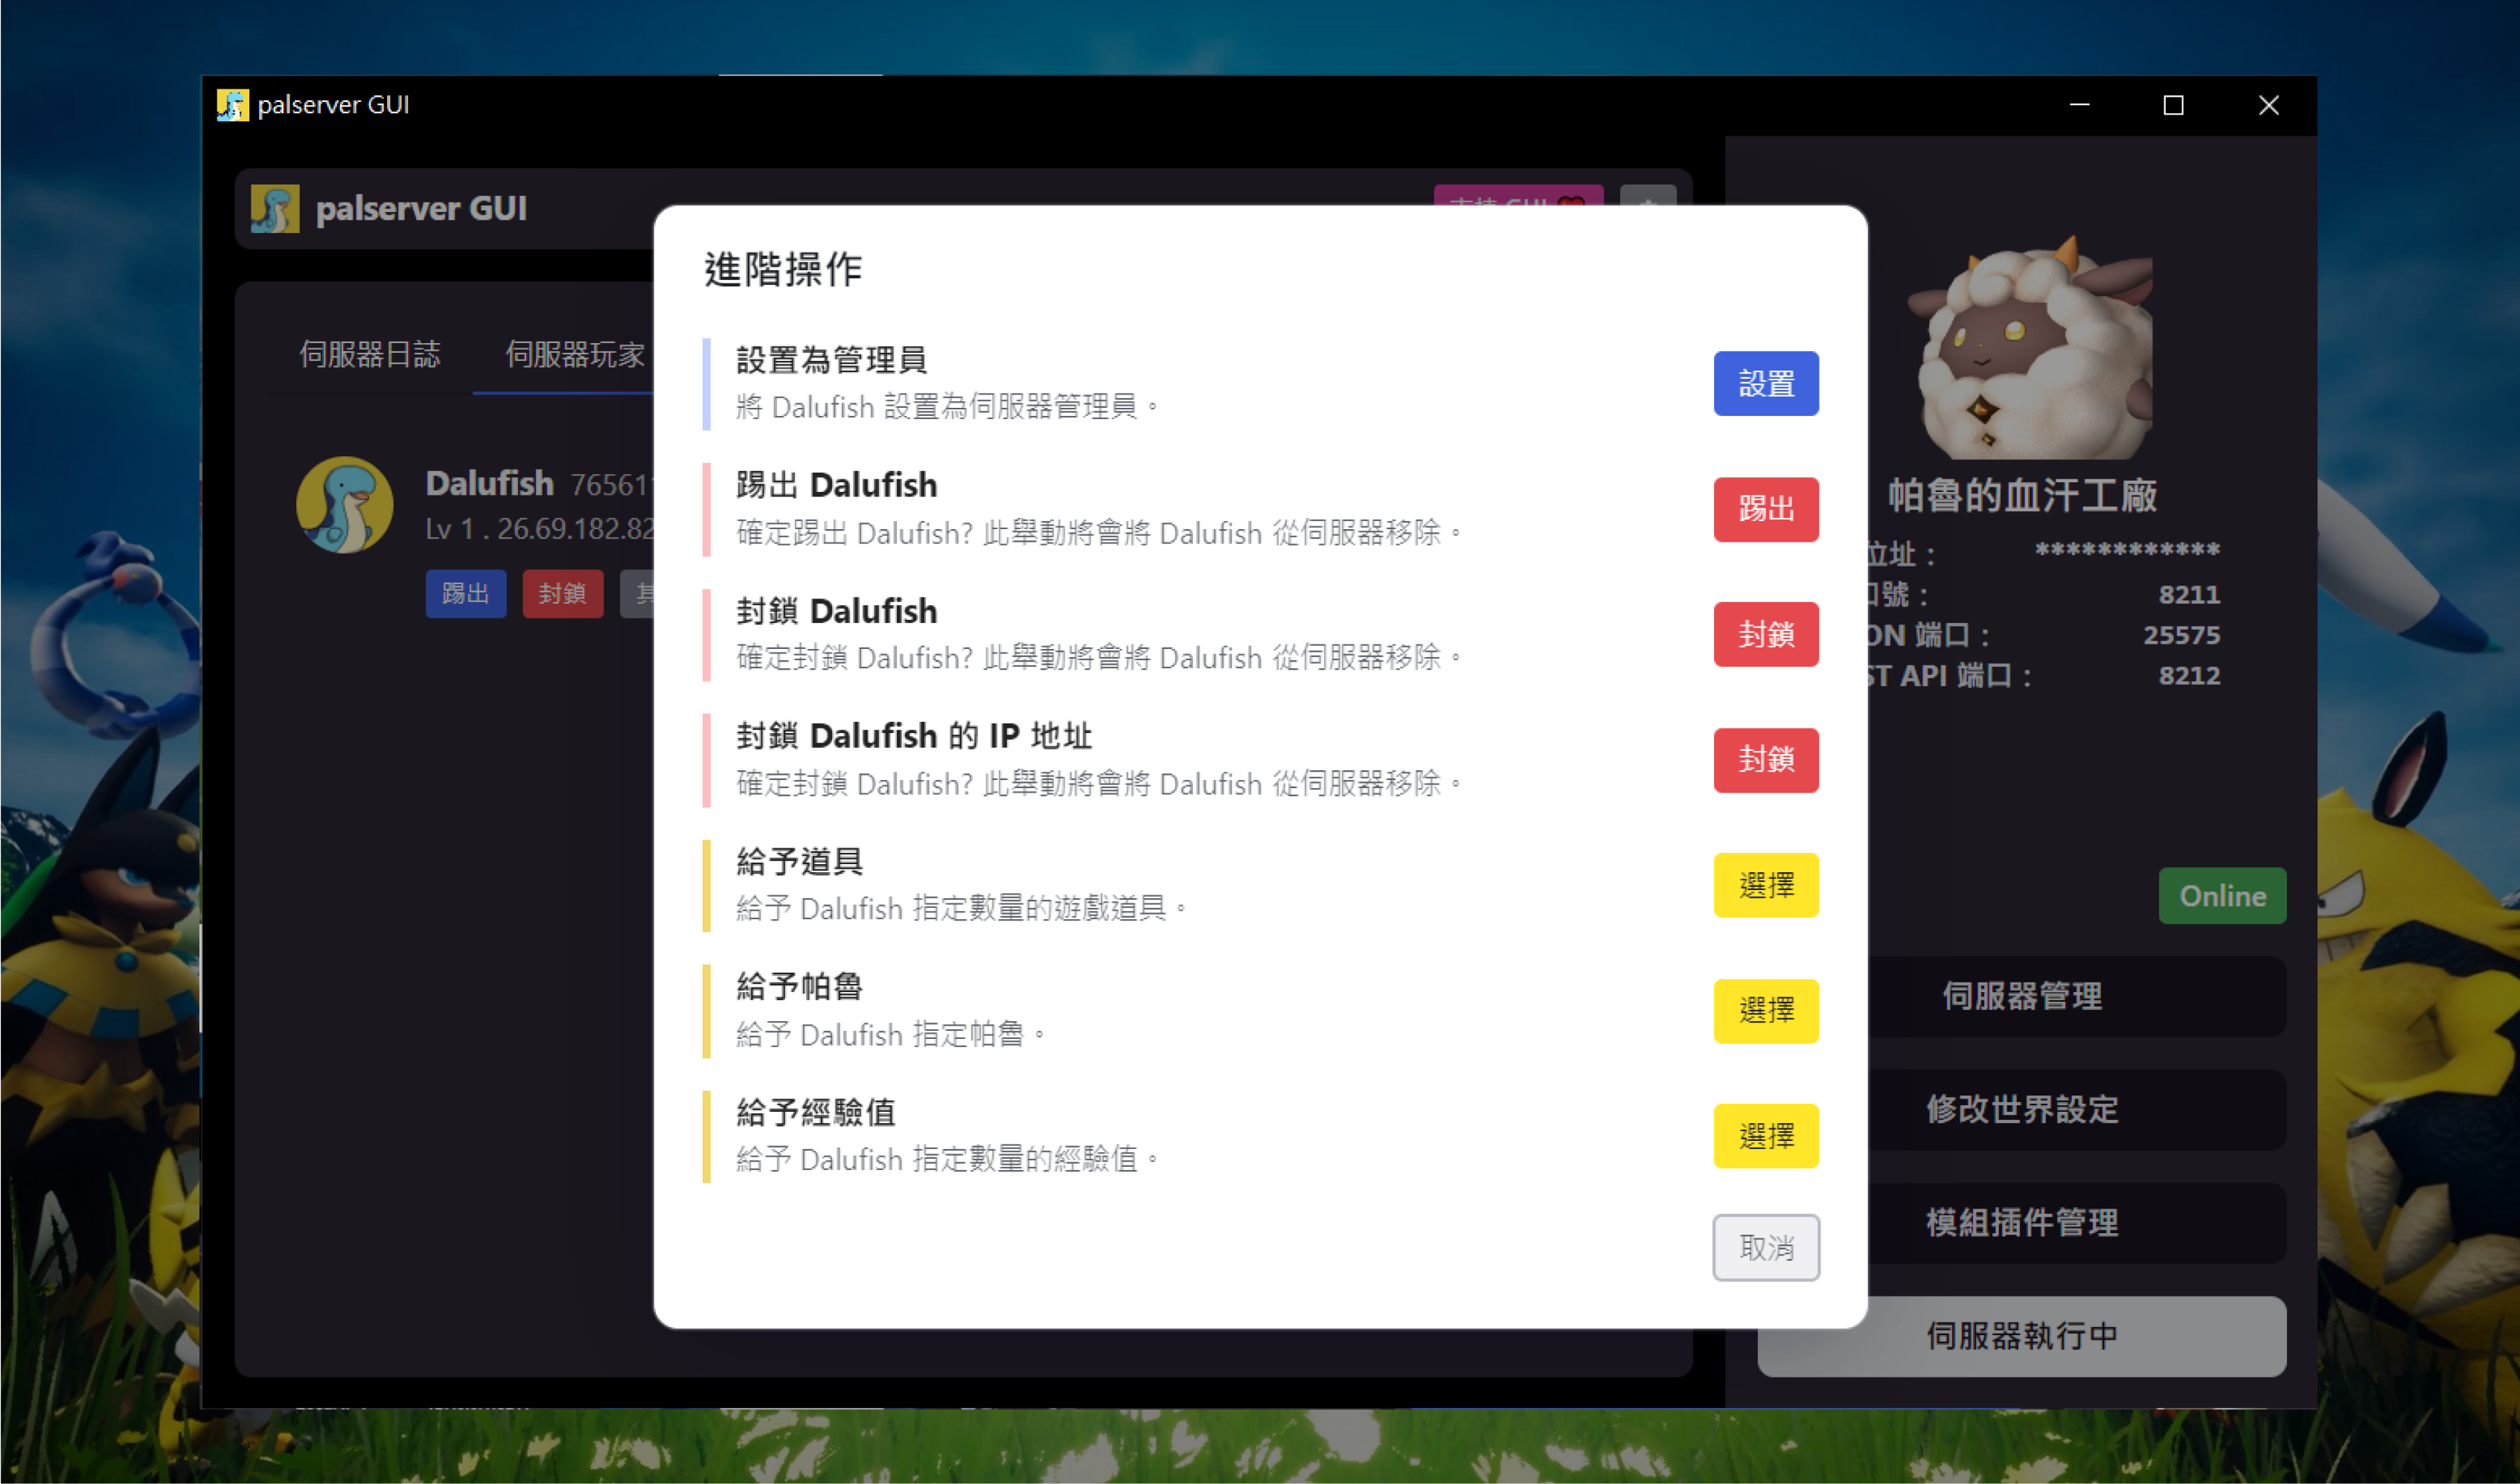 palserver GUI
palserver GUI
支持 GUI
伺服器日誌
伺服器玩家
Dalufish
Lv 1 . 26.69.182.82
踢出
封鎖
進階操作
設置為管理員
將 Dalufish 設置為伺服器管理員。
設置
踢出 Dalufish
確定踢出 Dalufish? 此舉動將會將 Dalufish 從伺服器移除。
踢出
封鎖 Dalufish
確定封鎖 Dalufish? 此舉動將會將 Dalufish 從伺服器移除。
封鎖
封鎖 Dalufish 的 IP 地址
確定封鎖 Dalufish? 此舉動將會將 Dalufish 從伺服器移除。
封鎖
給予道具
給予 Dalufish 指定數量的遊戲道具。
選擇
給予帕魯
給予 Dalufish 指定帕魯。
選擇
給予經驗值
給予 Dalufish 指定數量的經驗值。
選擇
取消
帕魯的血汗工廠
位址： ************
號： 8211
端口： 25575
API 端口： 8212
Online
伺服器管理
修改世界設定
模組插件管理
伺服器執行中